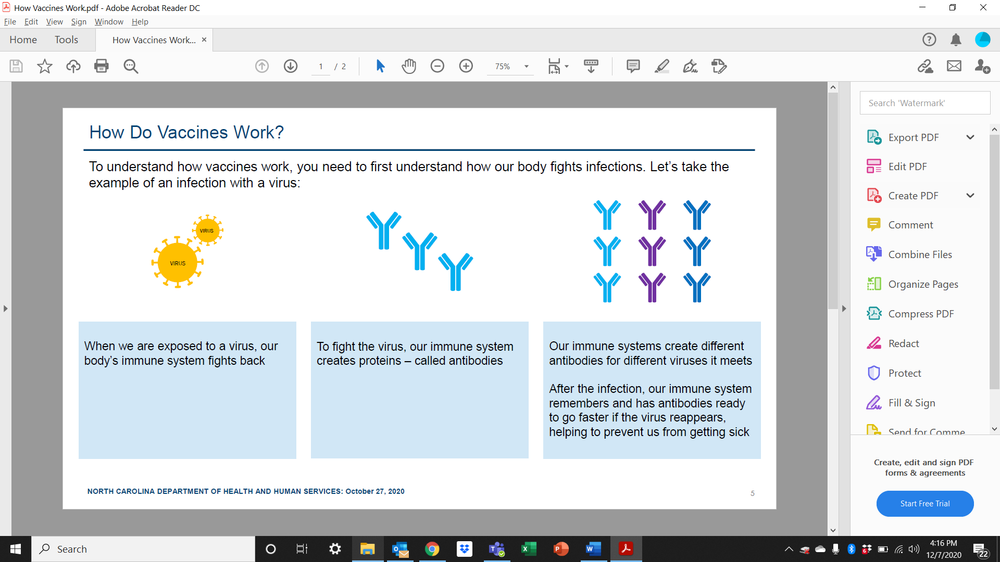 How Vaccines Work.pdf - Adobe Acrobat Reader DC
File Edit View Sign Window Help
Home Tools How Vaccines Work... ×
1 / 2 75%
Search 'Watermark'
How Do Vaccines Work?
To understand how vaccines work, you need to first understand how our body fights infections. Let's take the
example of an infection with a virus:
VIRUS
VIRUS
When we are exposed to a virus, our
body's immune system fights back
To fight the virus, our immune system
creates proteins – called antibodies
Our immune systems create different
antibodies for different viruses it meets
After the infection, our immune system
remembers and has antibodies ready
to go faster if the virus reappears,
helping to prevent us from getting sick
NORTH CAROLINA DEPARTMENT OF HEALTH AND HUMAN SERVICES: October 27, 2020
5
Export PDF
Edit PDF
Create PDF
Comment
Combine Files
Organize Pages
Compress PDF
Redact
Protect
Fill & Sign
Send for Comme
Create, edit and sign PDF
forms & agreements
Start Free Trial
Search
4:16 PM
12/7/2020
22